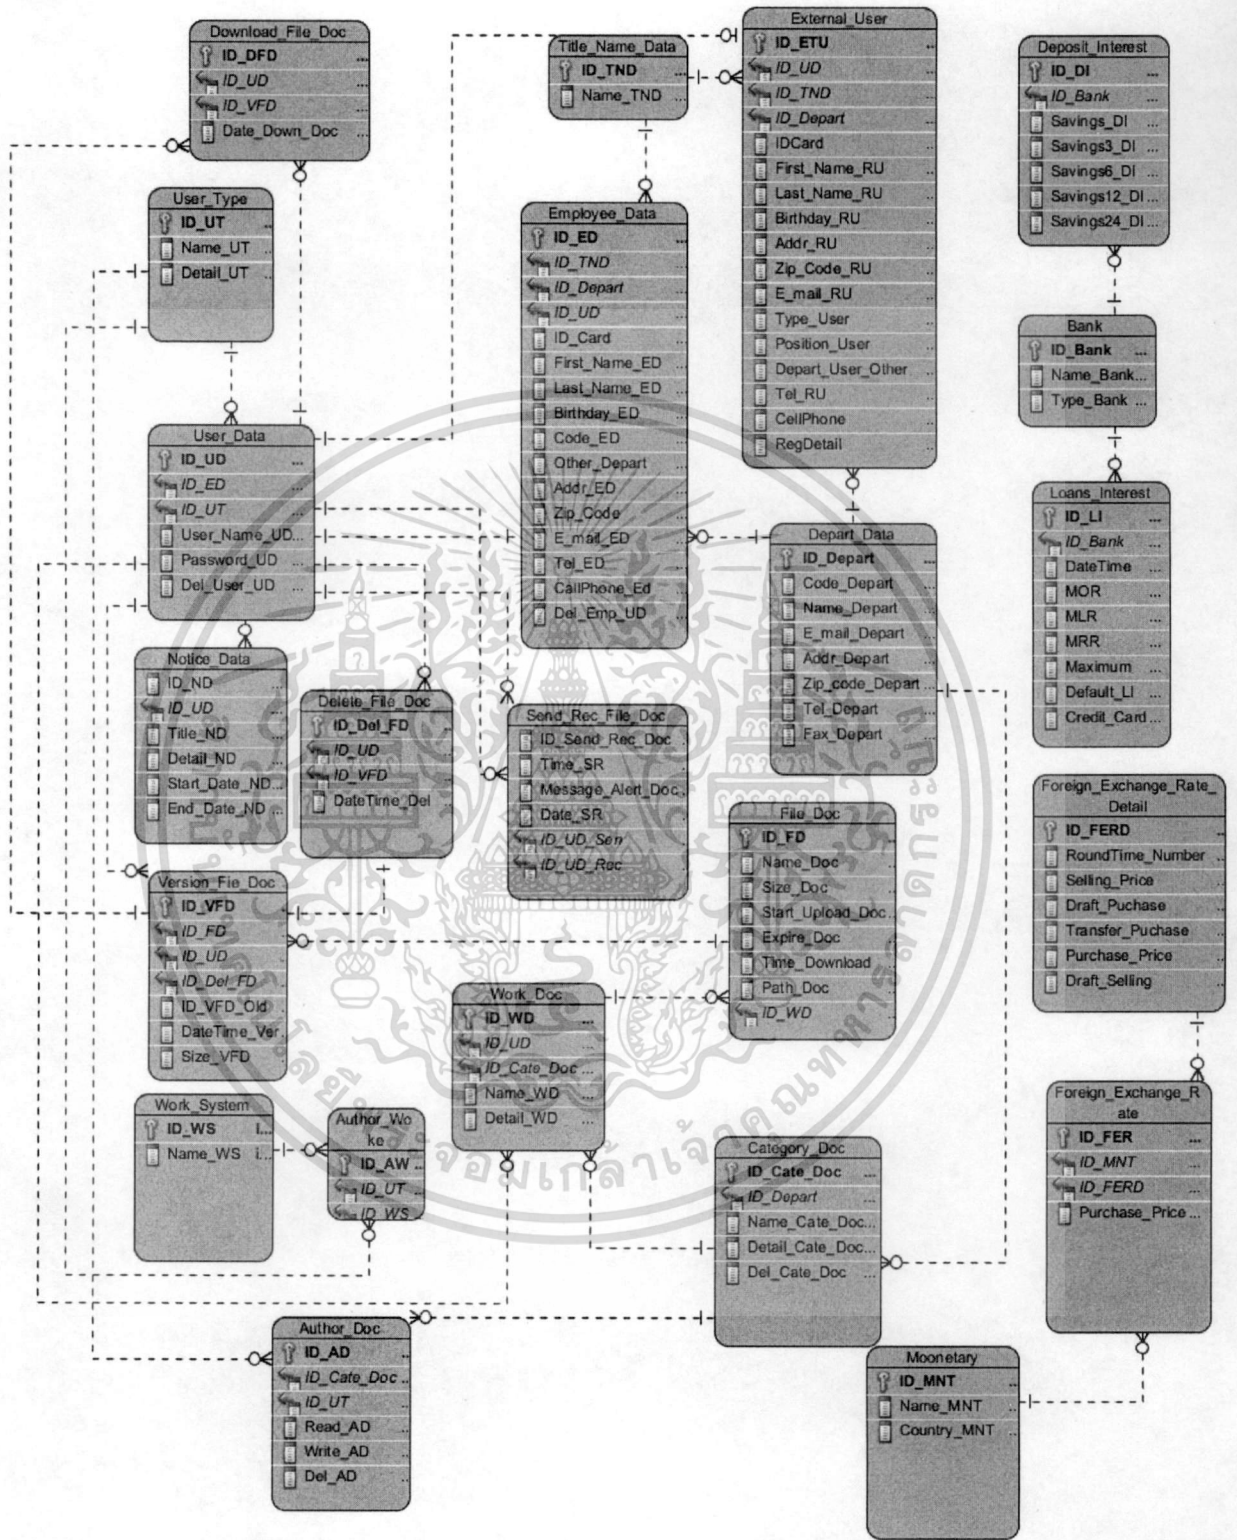 Download_File_Doc
ID_DFD ...
ID_UD ...
ID_VFD ...
Date_Down_Doc ...
Title_Name_Data
ID_TND ...
Name_TND ...
External_User
ID_ETU ..
ID_UD ..
ID_TND ..
ID_Depart ..
IDCard ..
First_Name_RU ..
Last_Name_RU ..
Birthday_RU ..
Addr_RU ..
Zip_Code_RU ..
E_mail_RU ..
Type_User ..
Position_User ..
Depart_User_Other ..
Tel_RU ..
CellPhone ..
RegDetail ..
Deposit_Interest
ID_DI ...
ID_Bank ...
Savings_DI ...
Savings3_DI ...
Savings6_DI ...
Savings12_DI ...
Savings24_DI ...
User_Type
ID_UT ..
Name_UT ..
Detail_UT ..
Employee_Data
ID_ED ...
ID_TND ...
ID_Depart ...
ID_UD ...
ID_Card ...
First_Name_ED ...
Last_Name_ED ...
Birthday_ED ...
Code_ED ...
Other_Depart ...
Addr_ED ...
Zip_Code ...
E_mail_ED ...
Tel_ED ...
CallPhone_Ed ...
Del_Emp_UD ...
Bank
ID_Bank ...
Name_Bank...
Type_Bank ...
User_Data
ID_UD ...
ID_ED ...
ID_UT ...
User_Name_UD...
Password_UD ...
Del_User_UD ...
Loans_Interest
ID_LI ...
ID_Bank ...
DateTime ...
MOR ...
MLR ...
MRR ...
Maximum ...
Default_LI ...
Credit_Card ...
Depart_Data
ID_Depart ...
Code_Depart ...
Name_Depart ...
E_mail_Depart ...
Addr_Depart ...
Zip_code_Depart ...
Tel_Depart ...
Fax_Depart ...
Notice_Data
ID_ND ...
ID_UD ...
Title_ND ...
Detail_ND ...
Start_Date_ND...
End_Date_ND ...
Delete_File_Doc
ID_Del_FD ..
ID_UD ..
ID_VFD ..
DateTime_Del ..
Send_Rec_File_Doc
ID_Send_Rec_Doc .
Time_SR .
Message_Alert_Doc .
Date_SR .
ID_UD_Sen .
ID_UD_Rec .
File_Doc
ID_FD ..
Name_Doc ..
Size_Doc ..
Start_Upload_Doc ..
Expire_Doc ..
Time_Download ..
Path_Doc ..
ID_WD ..
Foreign_Exchange_Rate_
Detail
ID_FERD ..
RoundTime_Number ..
Selling_Price ..
Draft_Puchase ..
Transfer_Puchase ..
Purchase_Price ..
Draft_Selling ..
Version_Fie_Doc
ID_VFD ..
ID_FD ..
ID_UD ..
ID_Del_FD ..
ID_VFD_Old ..
DateTime_Ver ..
Size_VFD ..
Work_Doc
ID_WD ...
ID_UD ...
ID_Cate_Doc ...
Name_WD ...
Detail_WD ...
Work_System
ID_WS i...
Name_WS i...
Author_Wo
ke
ID_AW ...
ID_UT ...
ID_WS ...
Category_Doc
ID_Cate_Doc ...
ID_Depart ...
Name_Cate_Doc...
Detail_Cate_Doc...
Del_Cate_Doc ...
Foreign_Exchange_R
ate
ID_FER ...
ID_MNT ...
ID_FERD ...
Purchase_Price ...
Author_Doc
ID_AD ..
ID_Cate_Doc ..
ID_UT ..
Read_AD ..
Write_AD ..
Del_AD ..
Moonetary
ID_MNT ..
Name_MNT ..
Country_MNT ..